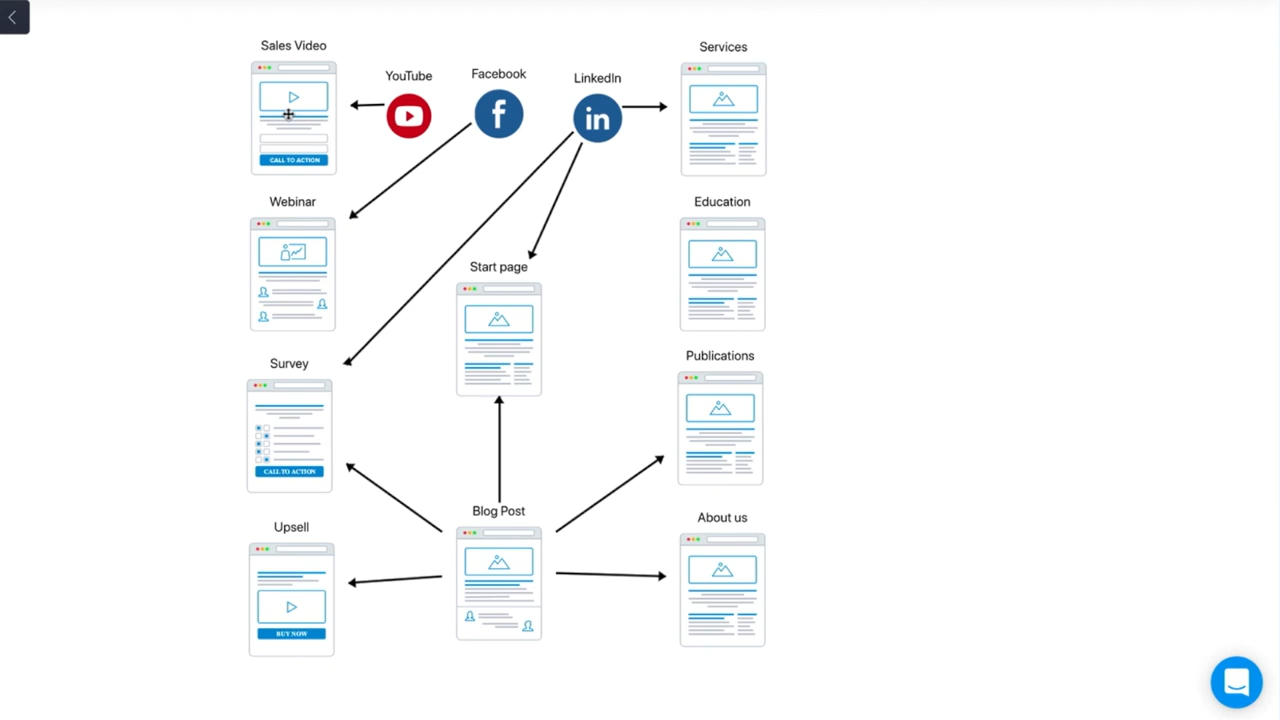 Sales Video
YouTube
Facebook
LinkedIn
Services
f
in
CALL TO ACTION
Webinar
Education
Start page
Survey
Publications
CALL TO ACTION
Blog Post
About us
Upsell
BUY NOW